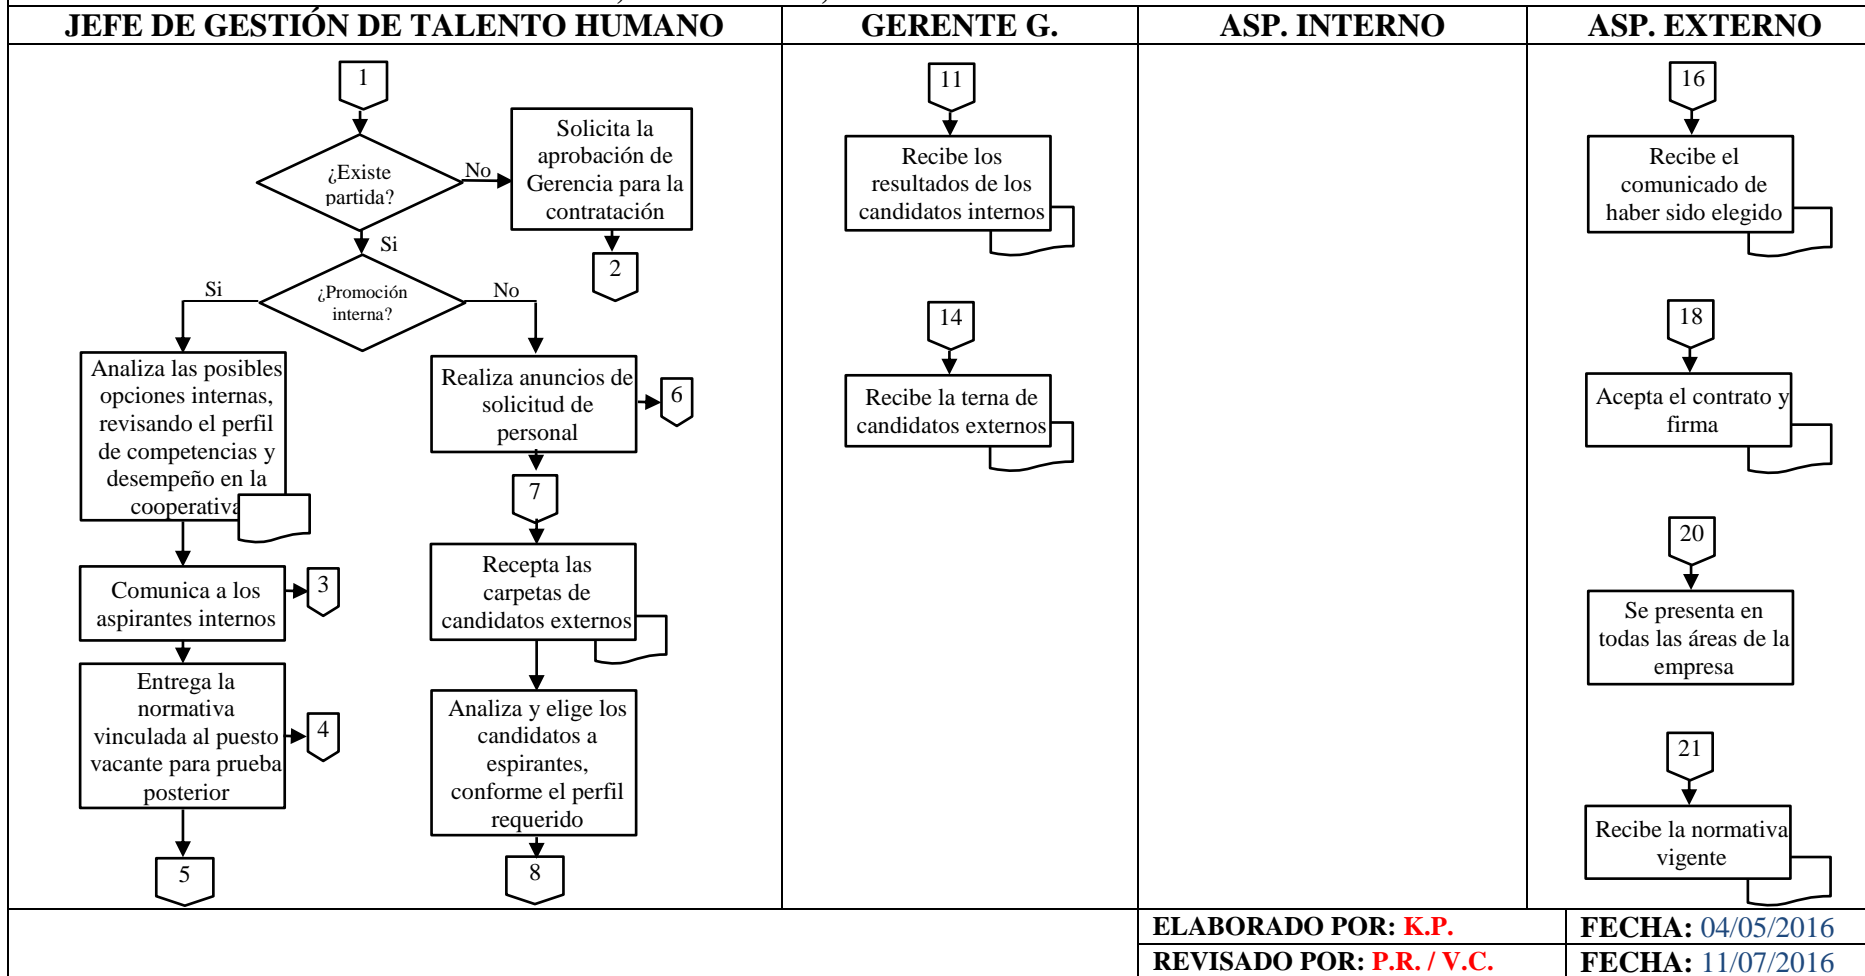 JEFE DE GESTIÓN DE TALENTO HUMANO
GERENTE G.
ASP. INTERNO
ASP. EXTERNO
1
¿Existe
partida?
No
Solicita la
aprobación de
Gerencia para la
contratación
2
Si
¿Promoción
interna?
Si
No
Analiza las posibles
opciones internas,
revisando el perfil
de competencias y
desempeño en la
cooperativa
Comunica a los
aspirantes internos
3
Entrega la
normativa
vinculada al puesto
vacante para prueba
posterior
4
5
Realiza anuncios de
solicitud de
personal
6
7
Recepta las
carpetas de
candidatos externos
Analiza y elige los
candidatos a
espirantes,
conforme el perfil
requerido
8
11
Recibe los
resultados de los
candidatos internos
14
Recibe la terna de
candidatos externos
16
Recibe el
comunicado de
haber sido elegido
18
Acepta el contrato y
firma
20
Se presenta en
todas las áreas de la
empresa
21
Recibe la normativa
vigente
ELABORADO POR: K.P.
FECHA: 04/05/2016
REVISADO POR: P.R. / V.C.
FECHA: 11/07/2016